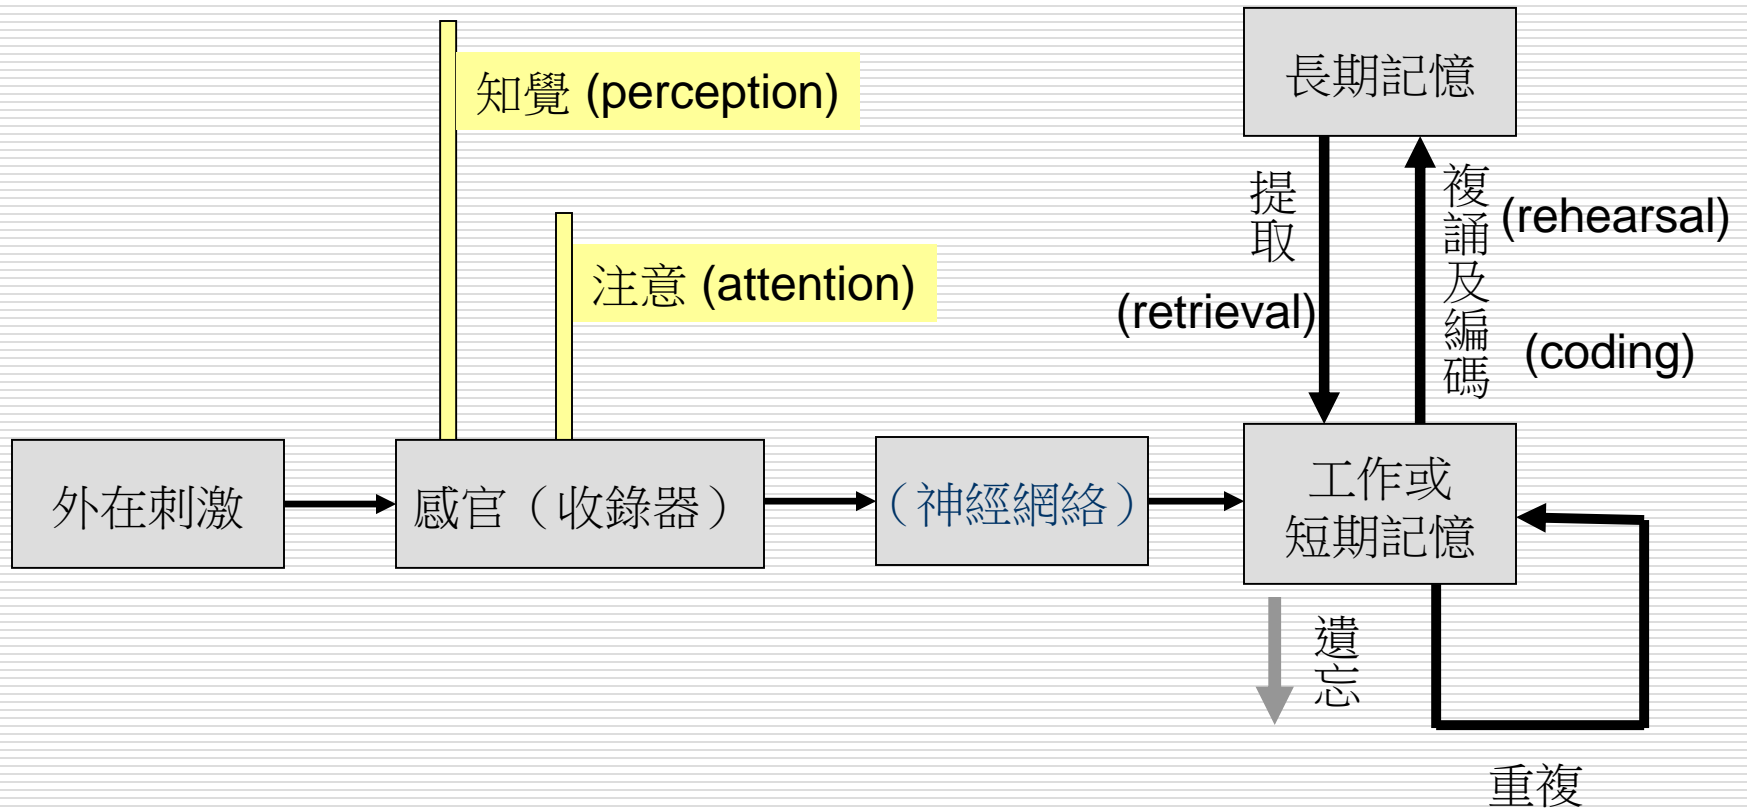 知覺 (perception)
長期記憶
注意 (attention)
提取
(retrieval)
複誦及編碼
(rehearsal)
(coding)
外在刺激
感官（收錄器）
（神經網絡）
工作或
短期記憶
遺忘
重複